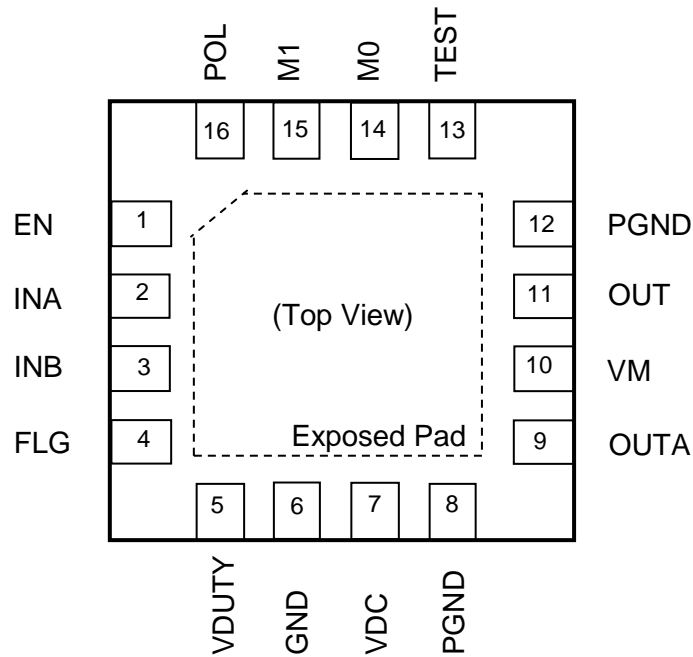 POL
M1
M0
TEST
16
15
14
13
EN
1
12
PGND
INA
2
11
OUT
(Top View)
INB
3
10
VM
FLG
4
Exposed Pad
9
OUTA
5
6
7
8
VDUTY
GND
VDC
PGND